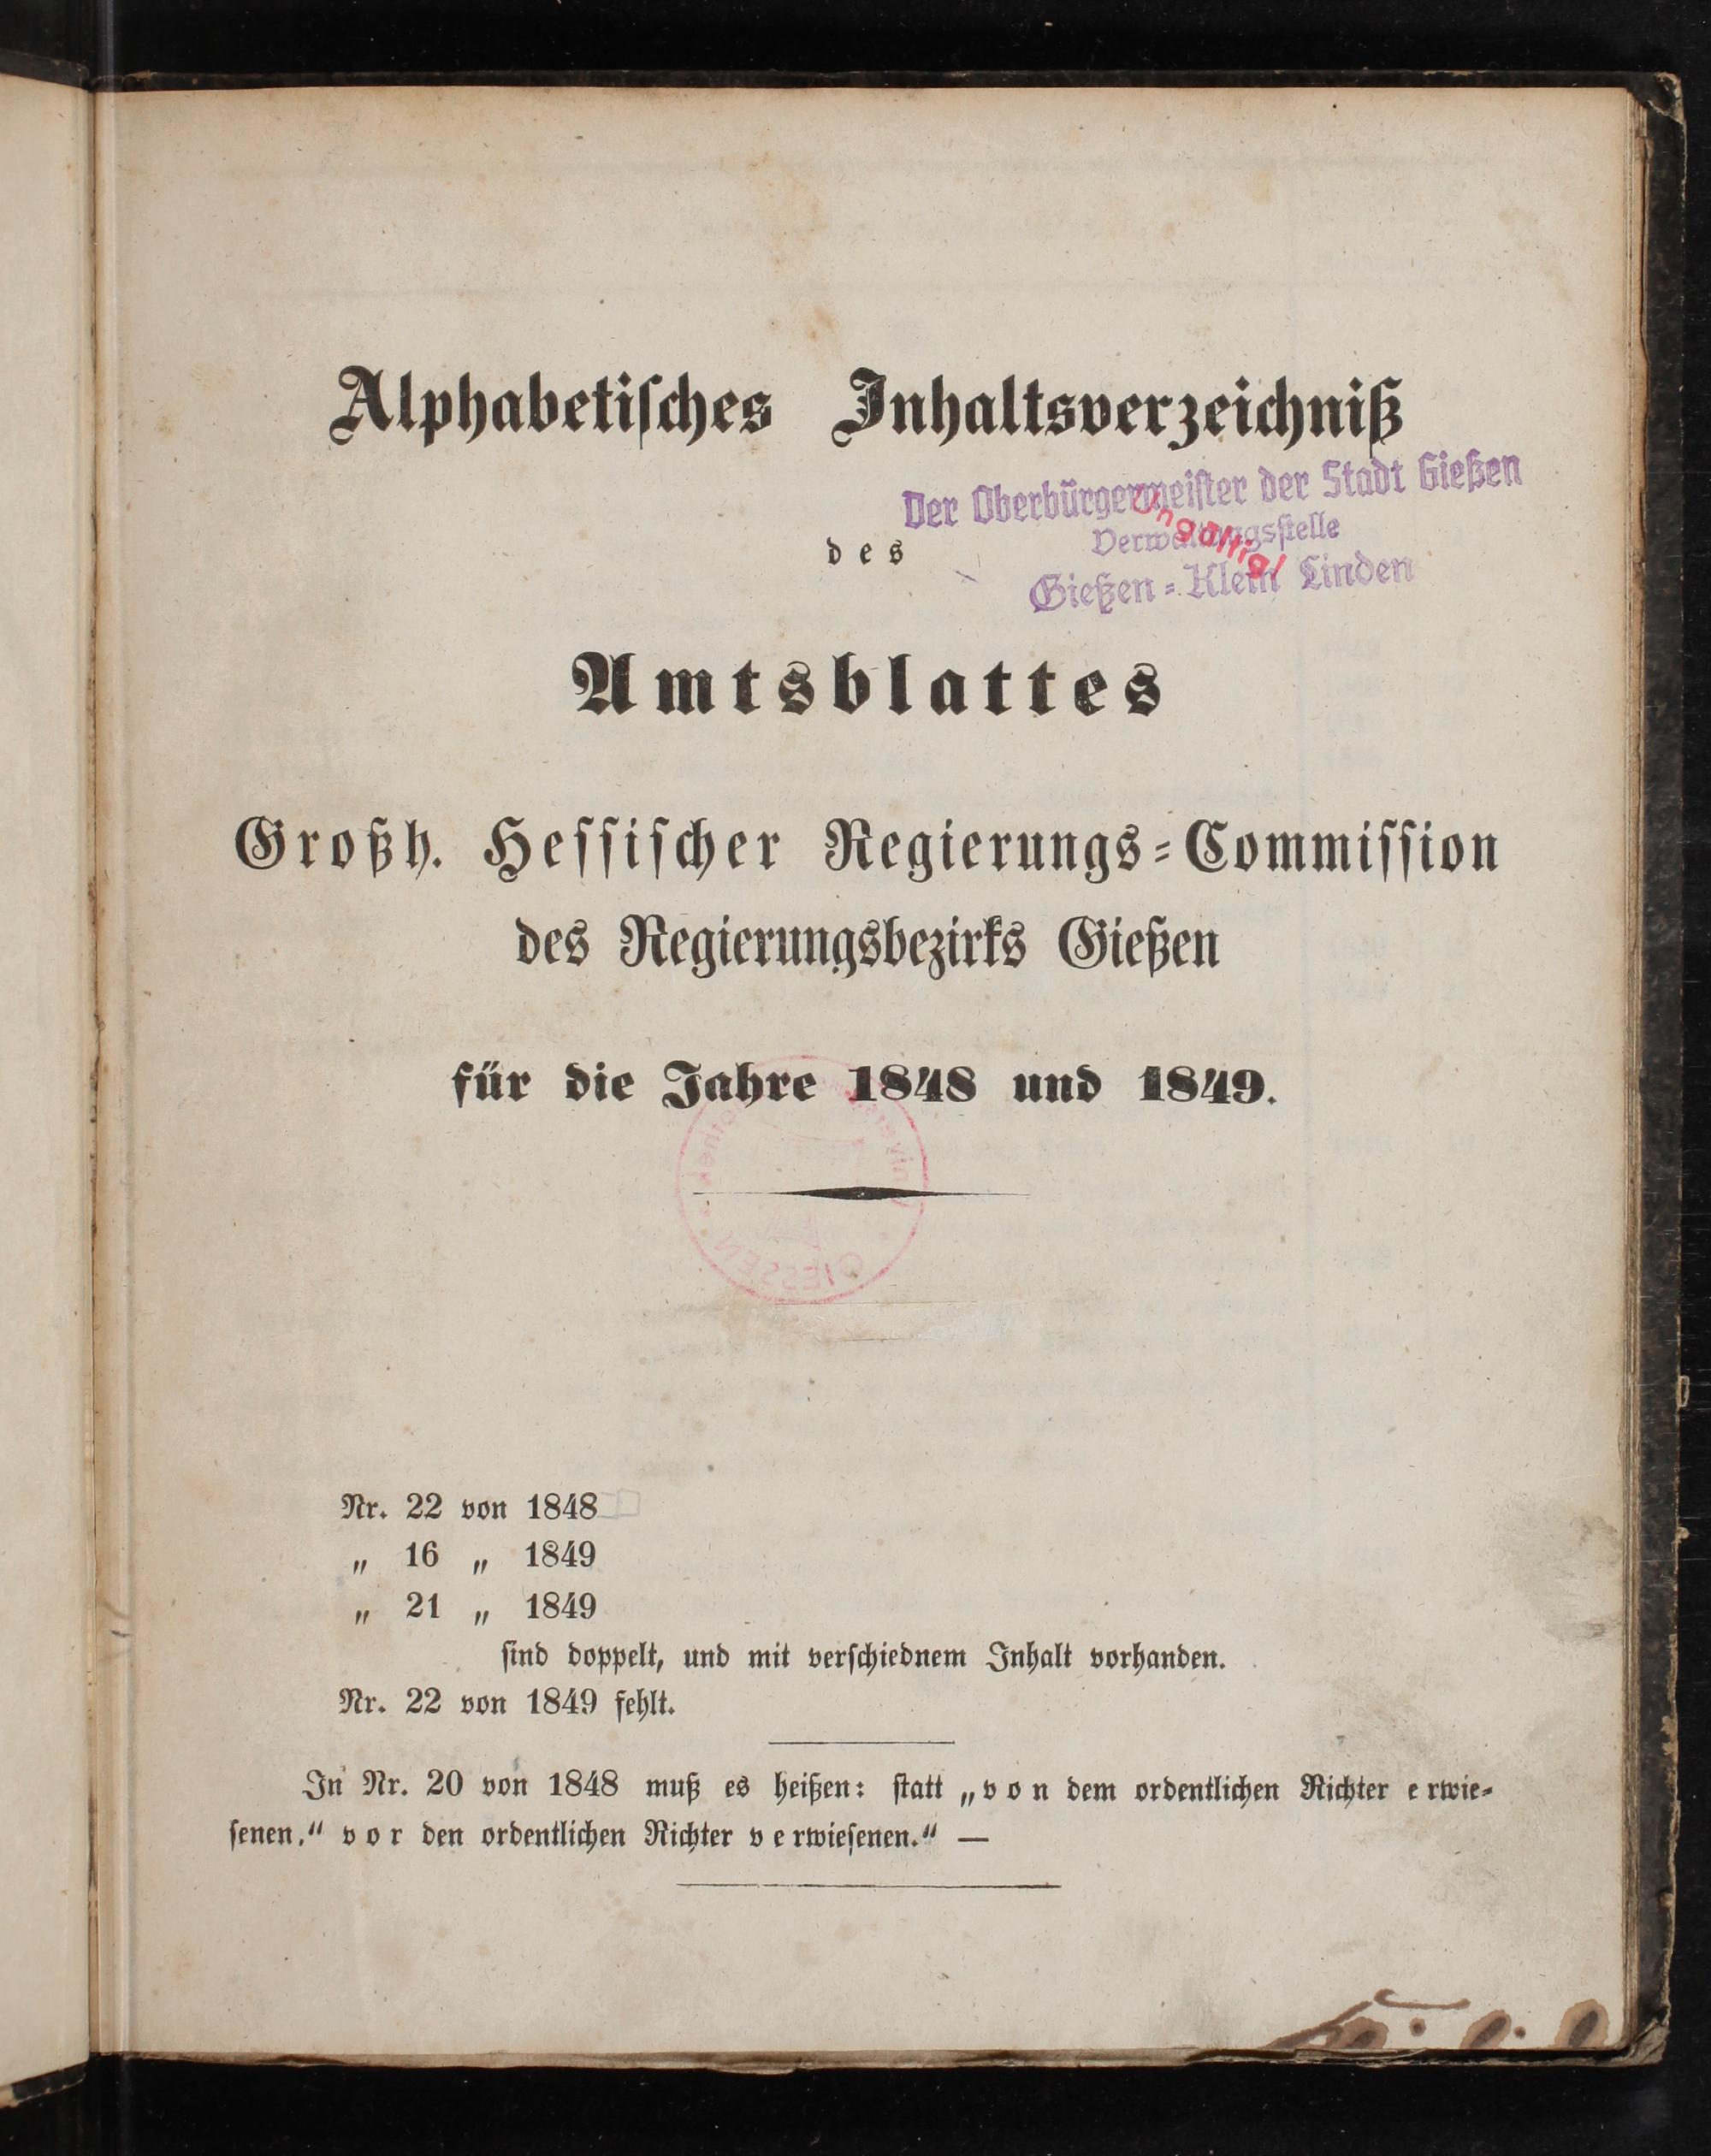 Alphabetisches Inhaltsverzeichniß
Der Oberbürgermeister der Stadt Gießen
Verwaltungsstelle
Gießen-Klein Linden
Ungültig!
des
Amtsblattes
Großh. Hessischer Regierungs-Commission
des Regierungsbezirks Gießen
für die Jahre 1848 und 1849.
GIESSEN
Nr. 22 von 1848
„ 16 „ 1849
„ 21 „ 1849
sind doppelt, und mit verschiednem Inhalt vorhanden.
Nr. 22 von 1849 fehlt.
In Nr. 20 von 1848 muß es heißen: statt „von dem ordentlichen Richter erwie-
senen,“ vor den ordentlichen Richter verwiesenen.“ —